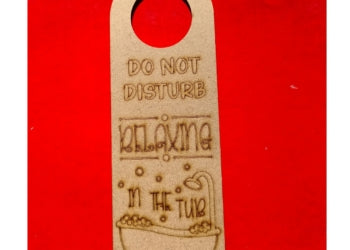 DO NOT
DISTURB
RELAXING
IN THE TUB